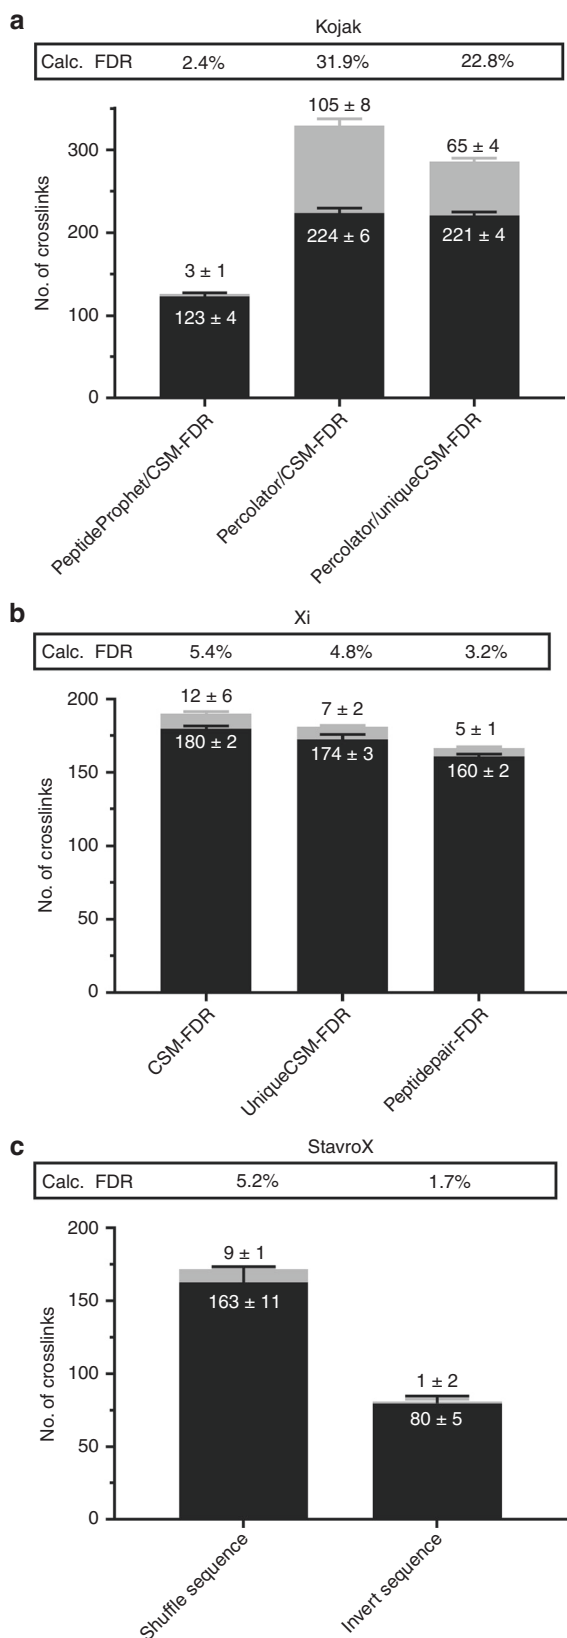 a
Kojak
Calc. FDR 2.4% 31.9% 22.8%
No. of crosslinks
300
200
100
0
105 ± 8
65 ± 4
224 ± 6
221 ± 4
3 ± 1
123 ± 4
PeptideProphet/CSM-FDR
Percolator/CSM-FDR
Percolator/uniqueCSM-FDR
b
Xi
Calc. FDR 5.4% 4.8% 3.2%
No. of crosslinks
200
150
100
50
0
12 ± 6
7 ± 2
5 ± 1
180 ± 2
174 ± 3
160 ± 2
CSM-FDR
UniqueCSM-FDR
Peptidepair-FDR
c
StavroX
Calc. FDR 5.2% 1.7%
No. of crosslinks
200
150
100
50
0
9 ± 1
163 ± 11
1 ± 2
80 ± 5
Shuffle sequence
Invert sequence